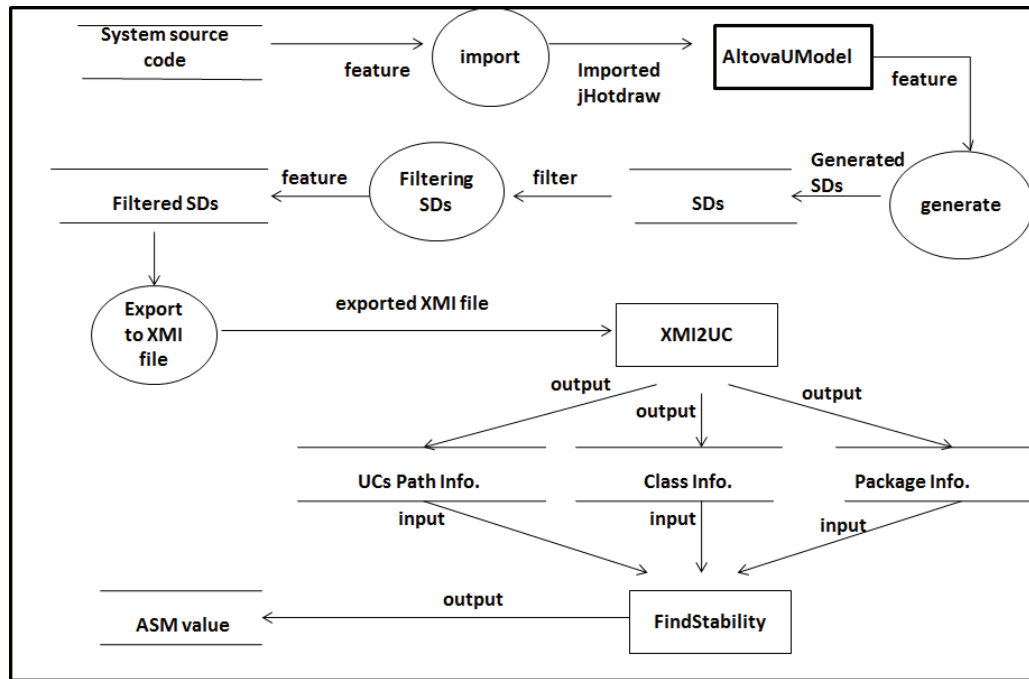 System source
code
feature
import
Imported
jHotdraw
AltovaUModel
feature
Filtered SDs
feature
Filtering
SDs
filter
SDs
Generated
SDs
generate
Export
to XMI
file
exported XMI file
XMI2UC
output
output
output
UCs Path Info.
Class Info.
Package Info.
input
input
input
ASM value
output
FindStability